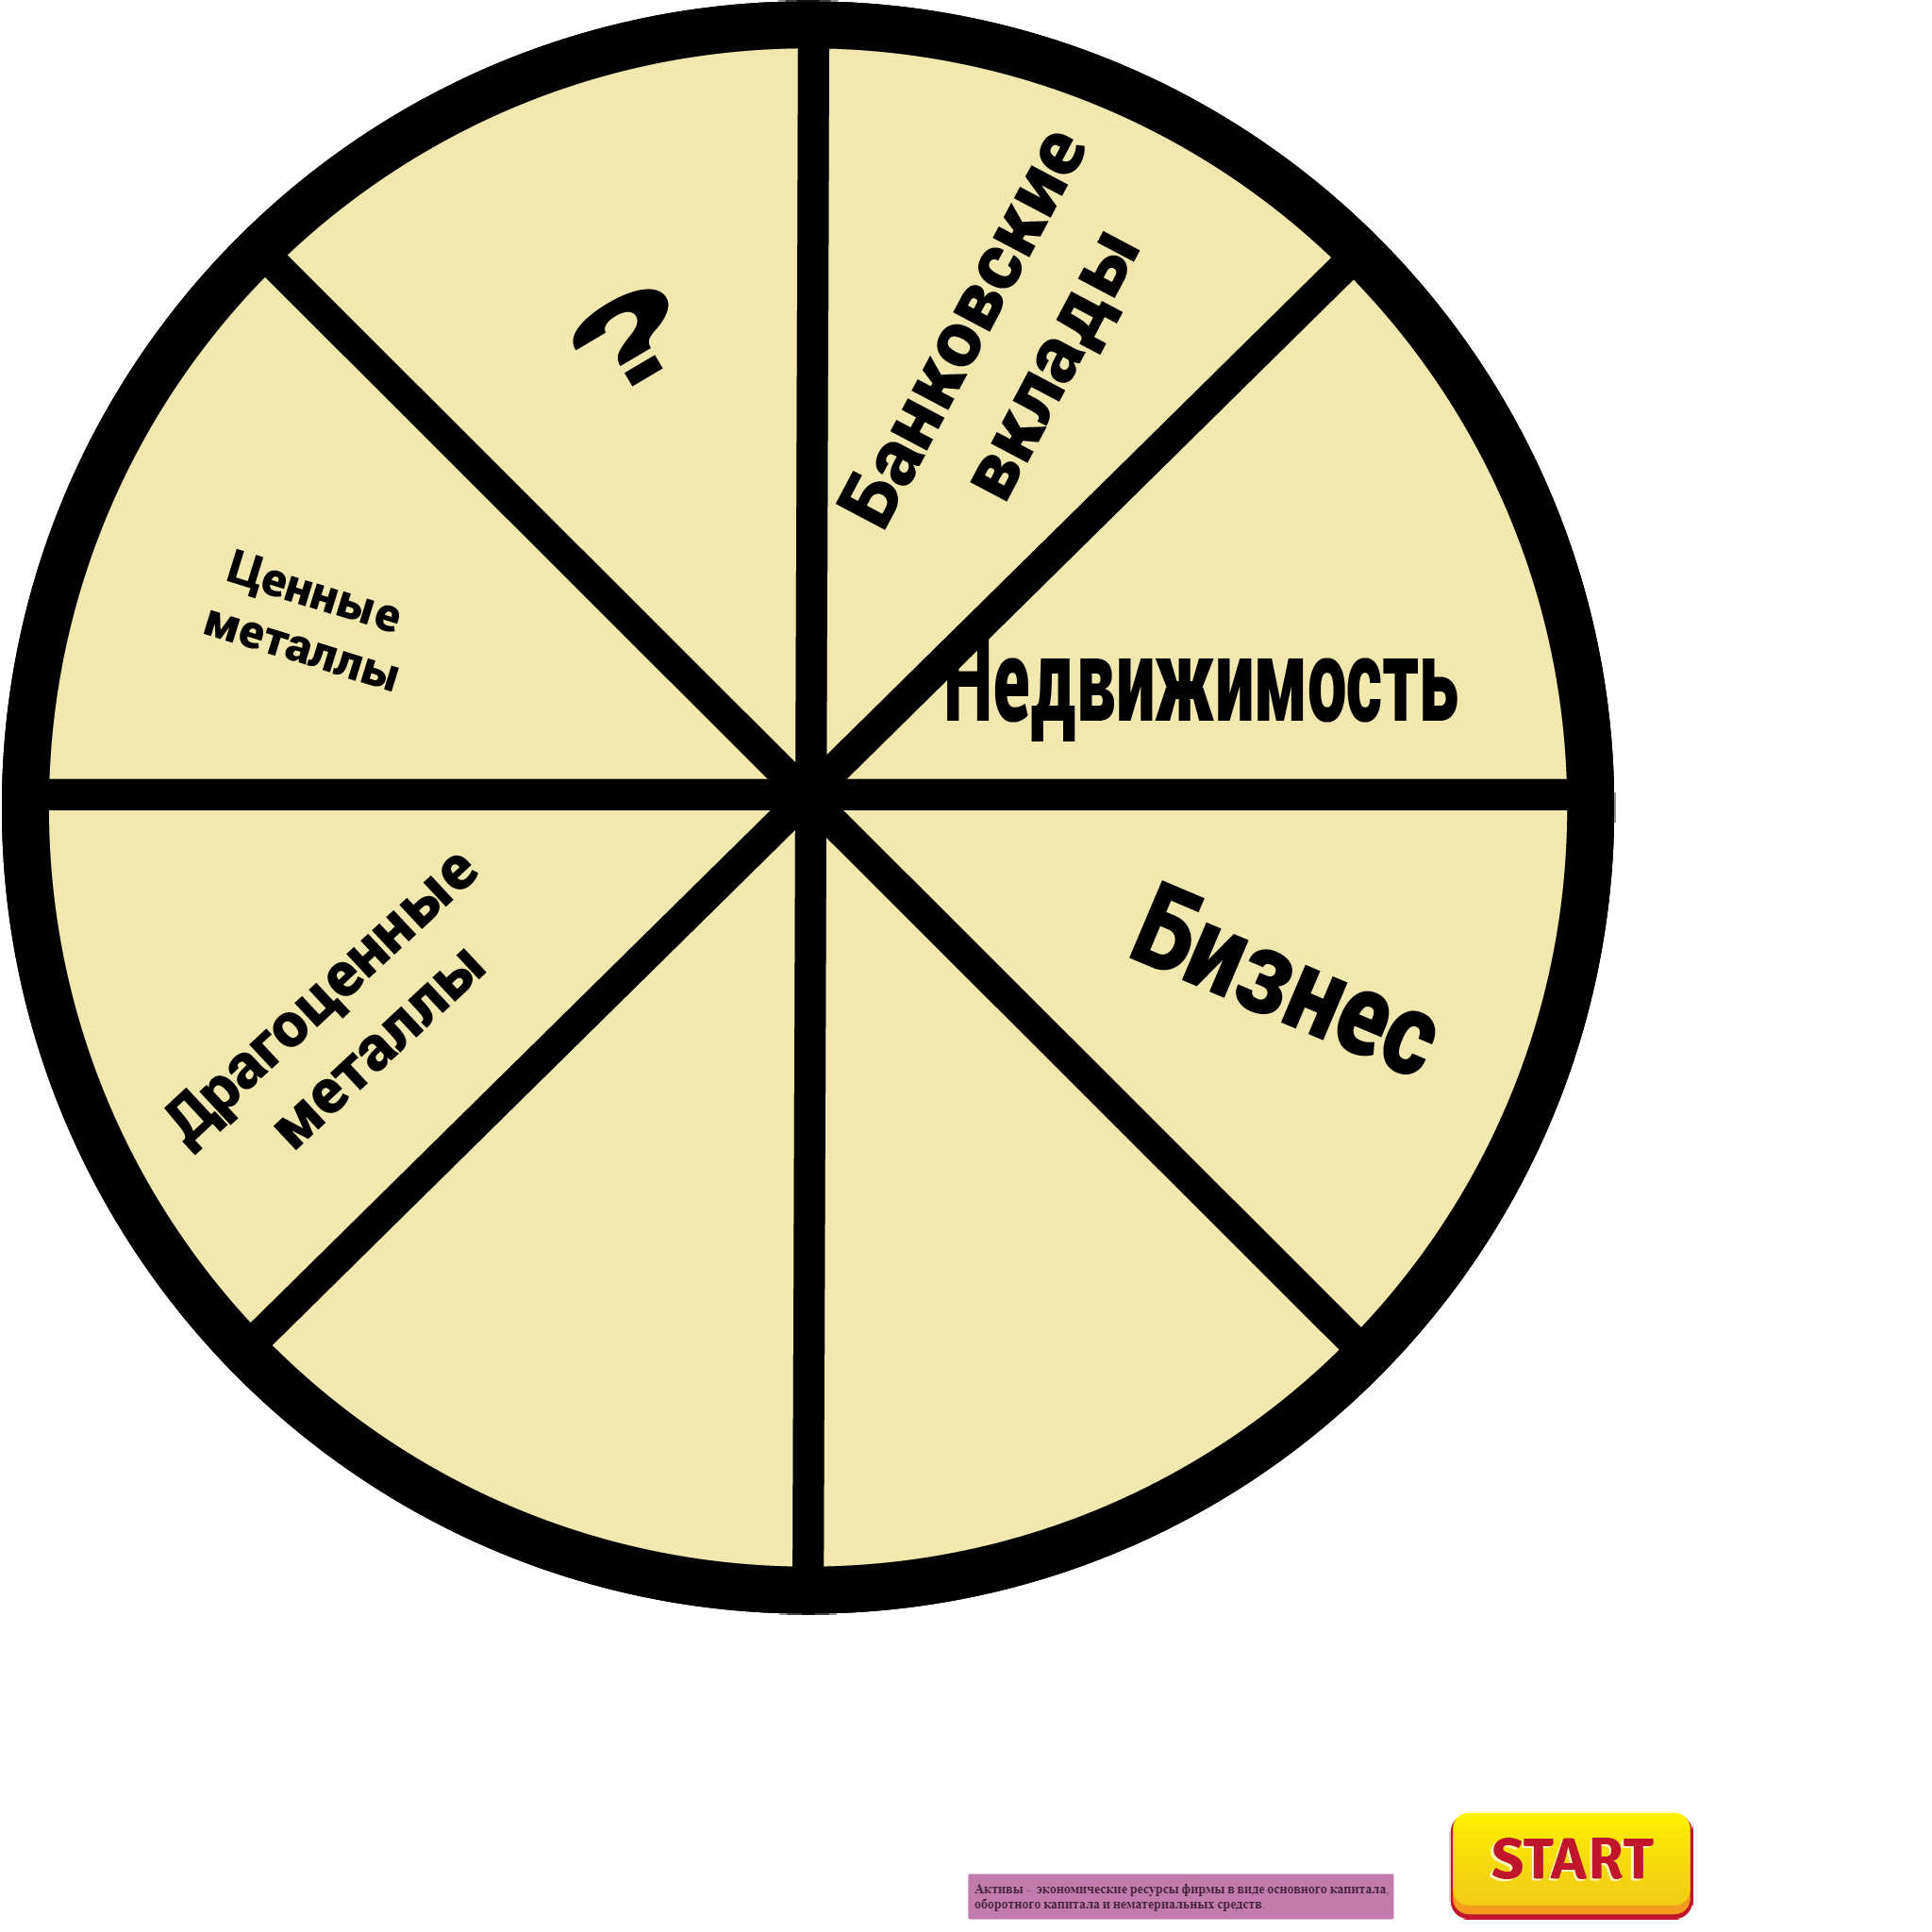 ?
Банковские
вклады
Ценные
металлы
Недвижимость
Драгоценные
металлы
Бизнес
START
Активы – экономические ресурсы фирмы в виде основного капитала,
оборотного капитала и нематериальных средств.